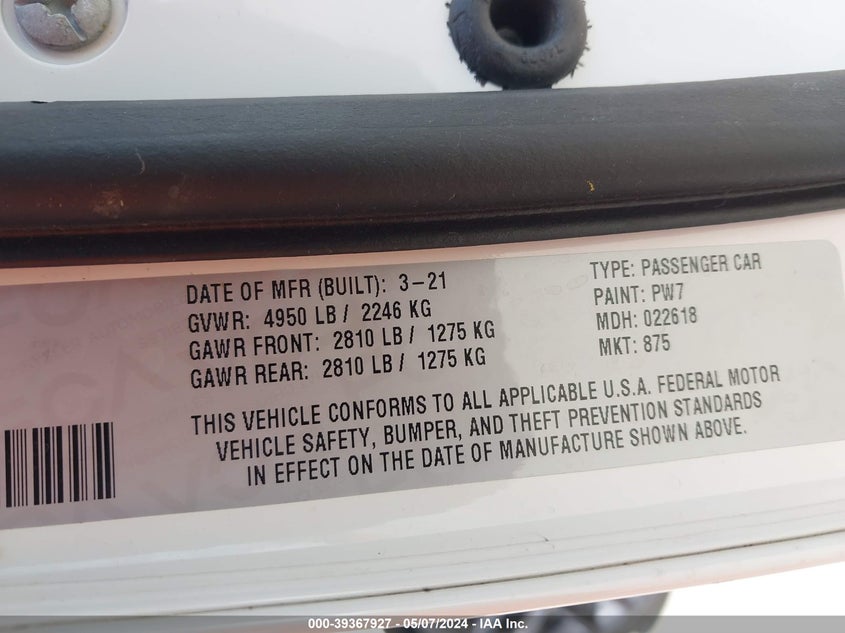 DATE OF MFR (BUILT): 3-21
GVWR: 4950 LB / 2246 KG
GAWR FRONT: 2810 LB / 1275 KG
GAWR REAR: 2810 LB / 1275 KG
TYPE: PASSENGER CAR
PAINT: PW7
MDH: 022618
MKT: 875
THIS VEHICLE CONFORMS TO ALL APPLICABLE U.S.A. FEDERAL MOTOR
VEHICLE SAFETY, BUMPER, AND THEFT PREVENTION STANDARDS
IN EFFECT ON THE DATE OF MANUFACTURE SHOWN ABOVE.
000-39367927 - 05/07/2024 - IAA Inc.